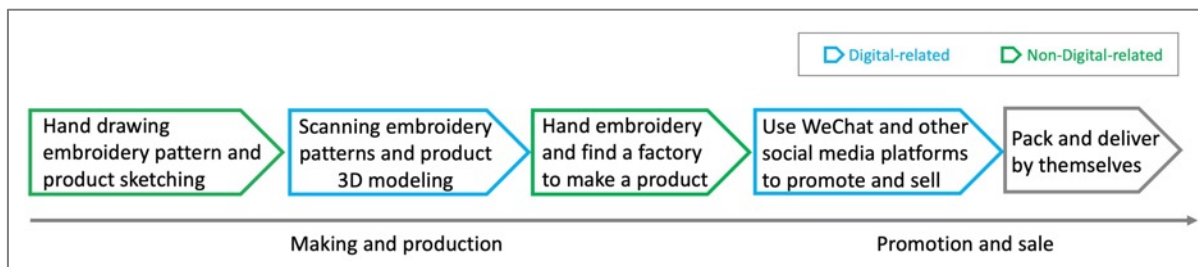 Digital-related
Non-Digital-related
Hand drawing
embroidery pattern and
product sketching
Scanning embroidery
patterns and product
3D modeling
Hand embroidery
and find a factory
to make a product
Use WeChat and other
social media platforms
to promote and sell
Pack and deliver
by themselves
Making and production
Promotion and sale